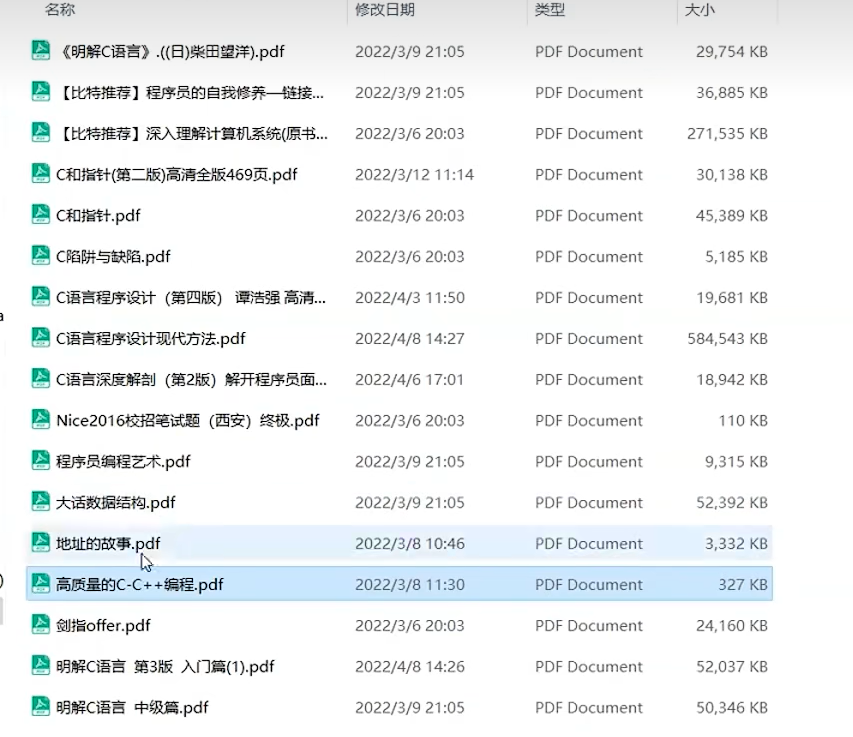 名称 修改日期 类型 大小
《明解C语言》.((日)柴田望洋).pdf 2022/3/9 21:05 PDF Document 29,754 KB
【比特推荐】程序员的自我修养—链接... 2022/3/9 21:05 PDF Document 36,885 KB
【比特推荐】深入理解计算机系统(原书... 2022/3/6 20:03 PDF Document 271,535 KB
C和指针(第二版)高清全版469页.pdf 2022/3/12 11:14 PDF Document 30,138 KB
C和指针.pdf 2022/3/6 20:03 PDF Document 45,389 KB
C陷阱与缺陷.pdf 2022/3/6 20:03 PDF Document 5,185 KB
C语言程序设计（第四版） 谭浩强 高清... 2022/4/3 11:50 PDF Document 19,681 KB
C语言程序设计现代方法.pdf 2022/4/8 14:27 PDF Document 584,543 KB
C语言深度解剖（第2版）解开程序员面... 2022/4/6 17:01 PDF Document 18,942 KB
Nice2016校招笔试题（西安）终极.pdf 2022/3/6 20:03 PDF Document 110 KB
程序员编程艺术.pdf 2022/3/9 21:05 PDF Document 9,315 KB
大话数据结构.pdf 2022/3/9 21:05 PDF Document 52,392 KB
地址的故事.pdf 2022/3/8 10:46 PDF Document 3,332 KB
高质量的C-C++编程.pdf 2022/3/8 11:30 PDF Document 327 KB
剑指offer.pdf 2022/3/6 20:03 PDF Document 24,160 KB
明解C语言 第3版 入门篇(1).pdf 2022/4/8 14:26 PDF Document 52,037 KB
明解C语言 中级篇.pdf 2022/3/9 21:05 PDF Document 50,346 KB